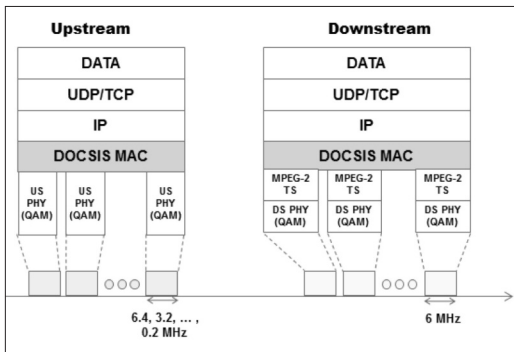 Upstream
DATA
UDP/TCP
IP
DOCSIS MAC
US
PHY
(QAM)
US
PHY
(QAM)
US
PHY
(QAM)
6.4, 3.2, ... ,
0.2 MHz
Downstream
DATA
UDP/TCP
IP
DOCSIS MAC
MPEG-2
TS
MPEG-2
TS
MPEG-2
TS
DS PHY
(QAM)
DS PHY
(QAM)
DS PHY
(QAM)
6 MHz